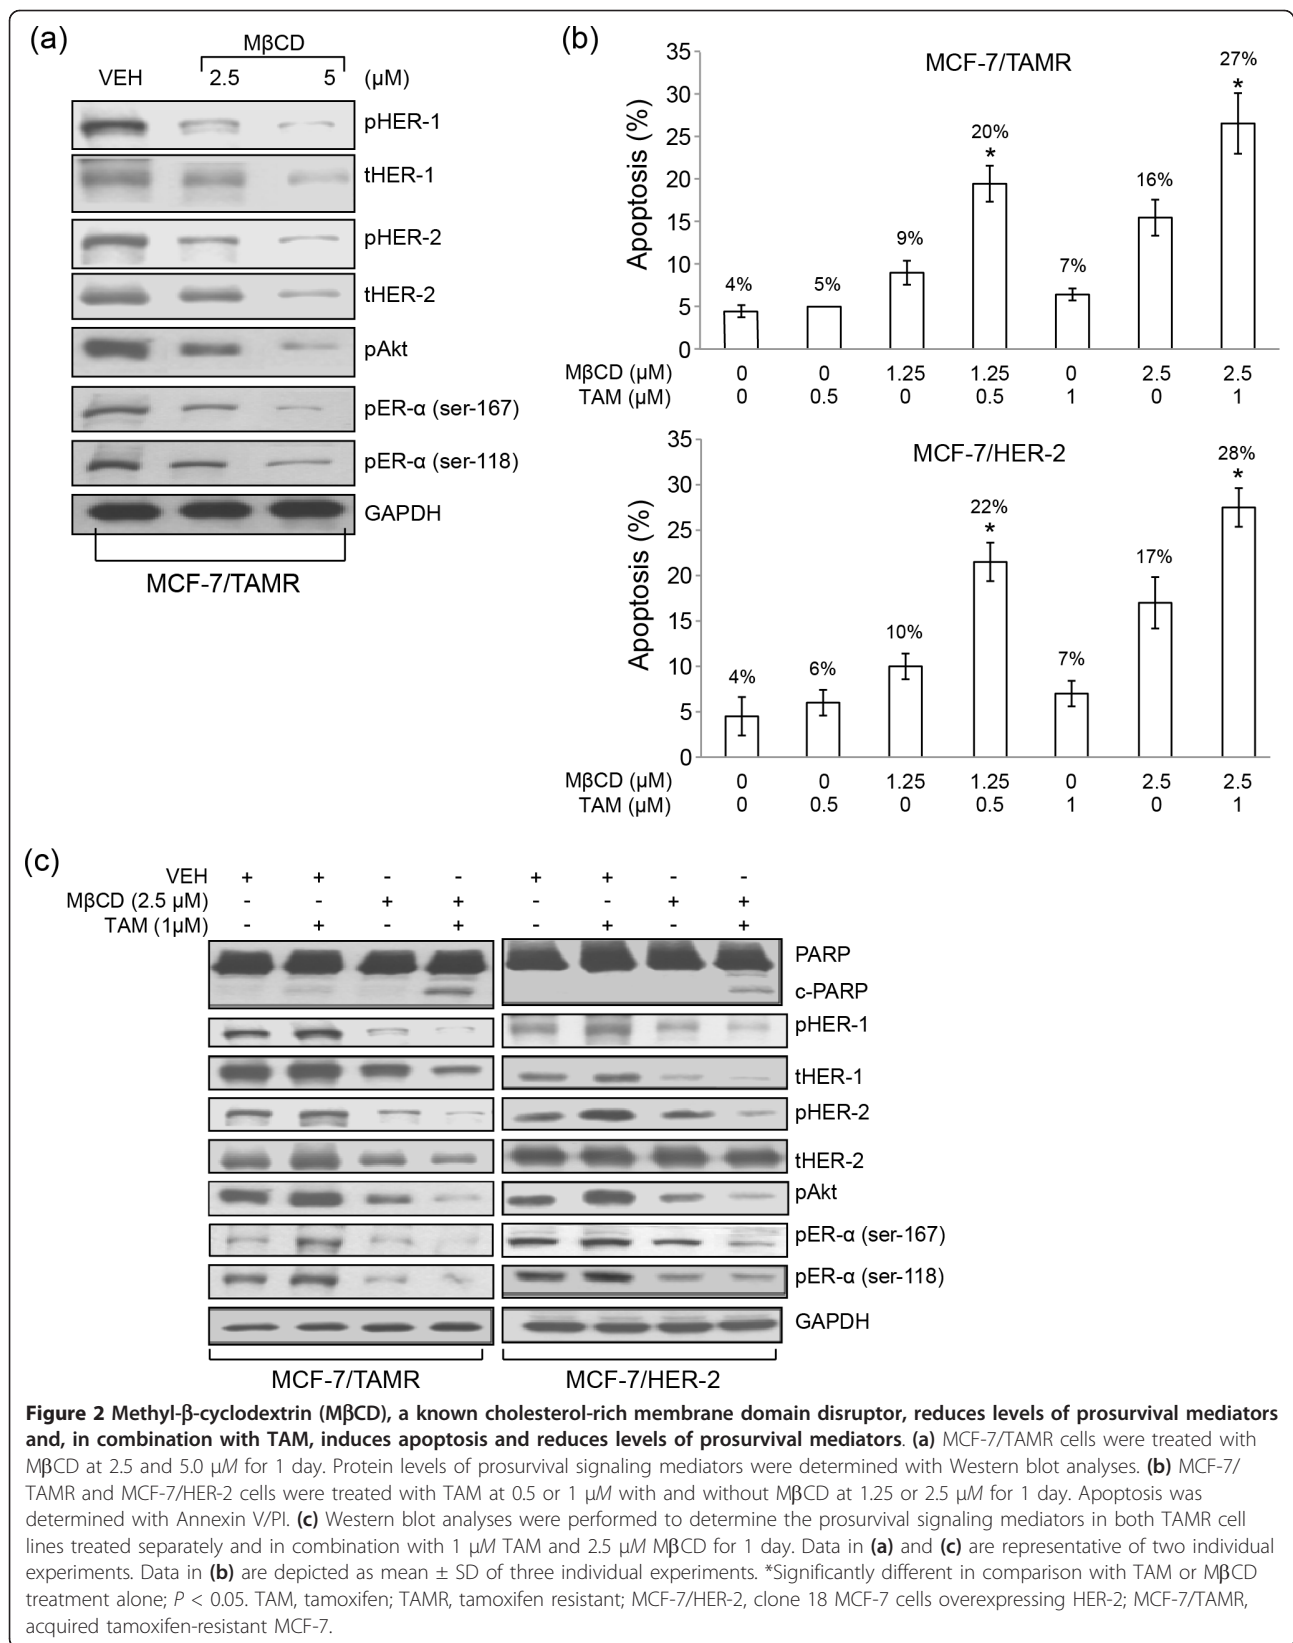 (a)
MβCD
VEH 2.5 5 (μM)
pHER-1
tHER-1
pHER-2
tHER-2
pAkt
pER-α (ser-167)
pER-α (ser-118)
GAPDH
MCF-7/TAMR
(b)
MCF-7/TAMR
Apoptosis (%)
35
30
25
20
15
10
5
0
4% 5% 9% 20% * 7% 16% 27% *
MβCD (μM) 0 0 1.25 1.25 0 2.5 2.5
TAM (μM) 0 0.5 0 0.5 1 0 1
MCF-7/HER-2
Apoptosis (%)
35
30
25
20
15
10
5
0
4% 6% 10% 22% * 7% 17% 28% *
MβCD (μM) 0 0 1.25 1.25 0 2.5 2.5
TAM (μM) 0 0.5 0 0.5 1 0 1
(c)
VEH + + - - + + - -
MβCD (2.5 μM) - - + + - - + +
TAM (1μM) - + - + - + - +
PARP
c-PARP
pHER-1
tHER-1
pHER-2
tHER-2
pAkt
pER-α (ser-167)
pER-α (ser-118)
GAPDH
MCF-7/TAMR MCF-7/HER-2
Figure 2 Methyl-β-cyclodextrin (MβCD), a known cholesterol-rich membrane domain disruptor, reduces levels of prosurvival mediators
and, in combination with TAM, induces apoptosis and reduces levels of prosurvival mediators. (a) MCF-7/TAMR cells were treated with
MβCD at 2.5 and 5.0 μM for 1 day. Protein levels of prosurvival signaling mediators were determined with Western blot analyses. (b) MCF-7/
TAMR and MCF-7/HER-2 cells were treated with TAM at 0.5 or 1 μM with and without MβCD at 1.25 or 2.5 μM for 1 day. Apoptosis was
determined with Annexin V/PI. (c) Western blot analyses were performed to determine the prosurvival signaling mediators in both TAMR cell
lines treated separately and in combination with 1 μM TAM and 2.5 μM MβCD for 1 day. Data in (a) and (c) are representative of two individual
experiments. Data in (b) are depicted as mean ± SD of three individual experiments. *Significantly different in comparison with TAM or MβCD
treatment alone; P < 0.05. TAM, tamoxifen; TAMR, tamoxifen resistant; MCF-7/HER-2, clone 18 MCF-7 cells overexpressing HER-2; MCF-7/TAMR,
acquired tamoxifen-resistant MCF-7.